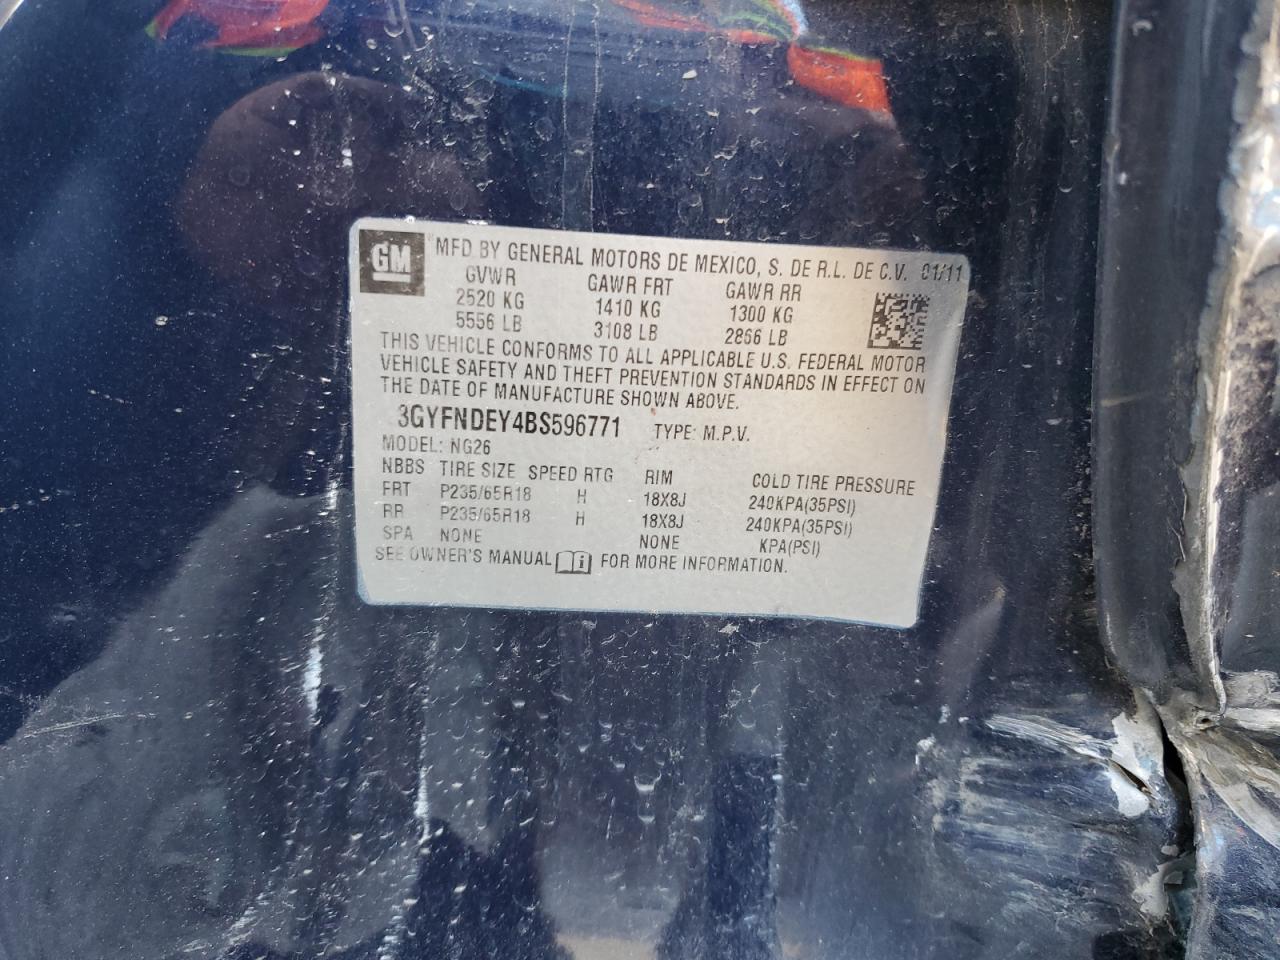 GM MFD BY GENERAL MOTORS DE MEXICO, S. DE R.L. DE C.V. 01/11
GVWR GAWR FRT GAWR RR
2520 KG 1410 KG 1300 KG
5556 LB 3108 LB 2866 LB
THIS VEHICLE CONFORMS TO ALL APPLICABLE U.S. FEDERAL MOTOR
VEHICLE SAFETY AND THEFT PREVENTION STANDARDS IN EFFECT ON
THE DATE OF MANUFACTURE SHOWN ABOVE.
3GYFNDEY4BS596771 TYPE: M.P.V.
MODEL: NG26
NBBS TIRE SIZE SPEED RTG RIM COLD TIRE PRESSURE
FRT P235/65R18 H 18X8J 240KPA(35PSI)
RR P235/65R18 H 18X8J 240KPA(35PSI)
SPA NONE NONE KPA(PSI)
SEE OWNER'S MANUAL i FOR MORE INFORMATION.